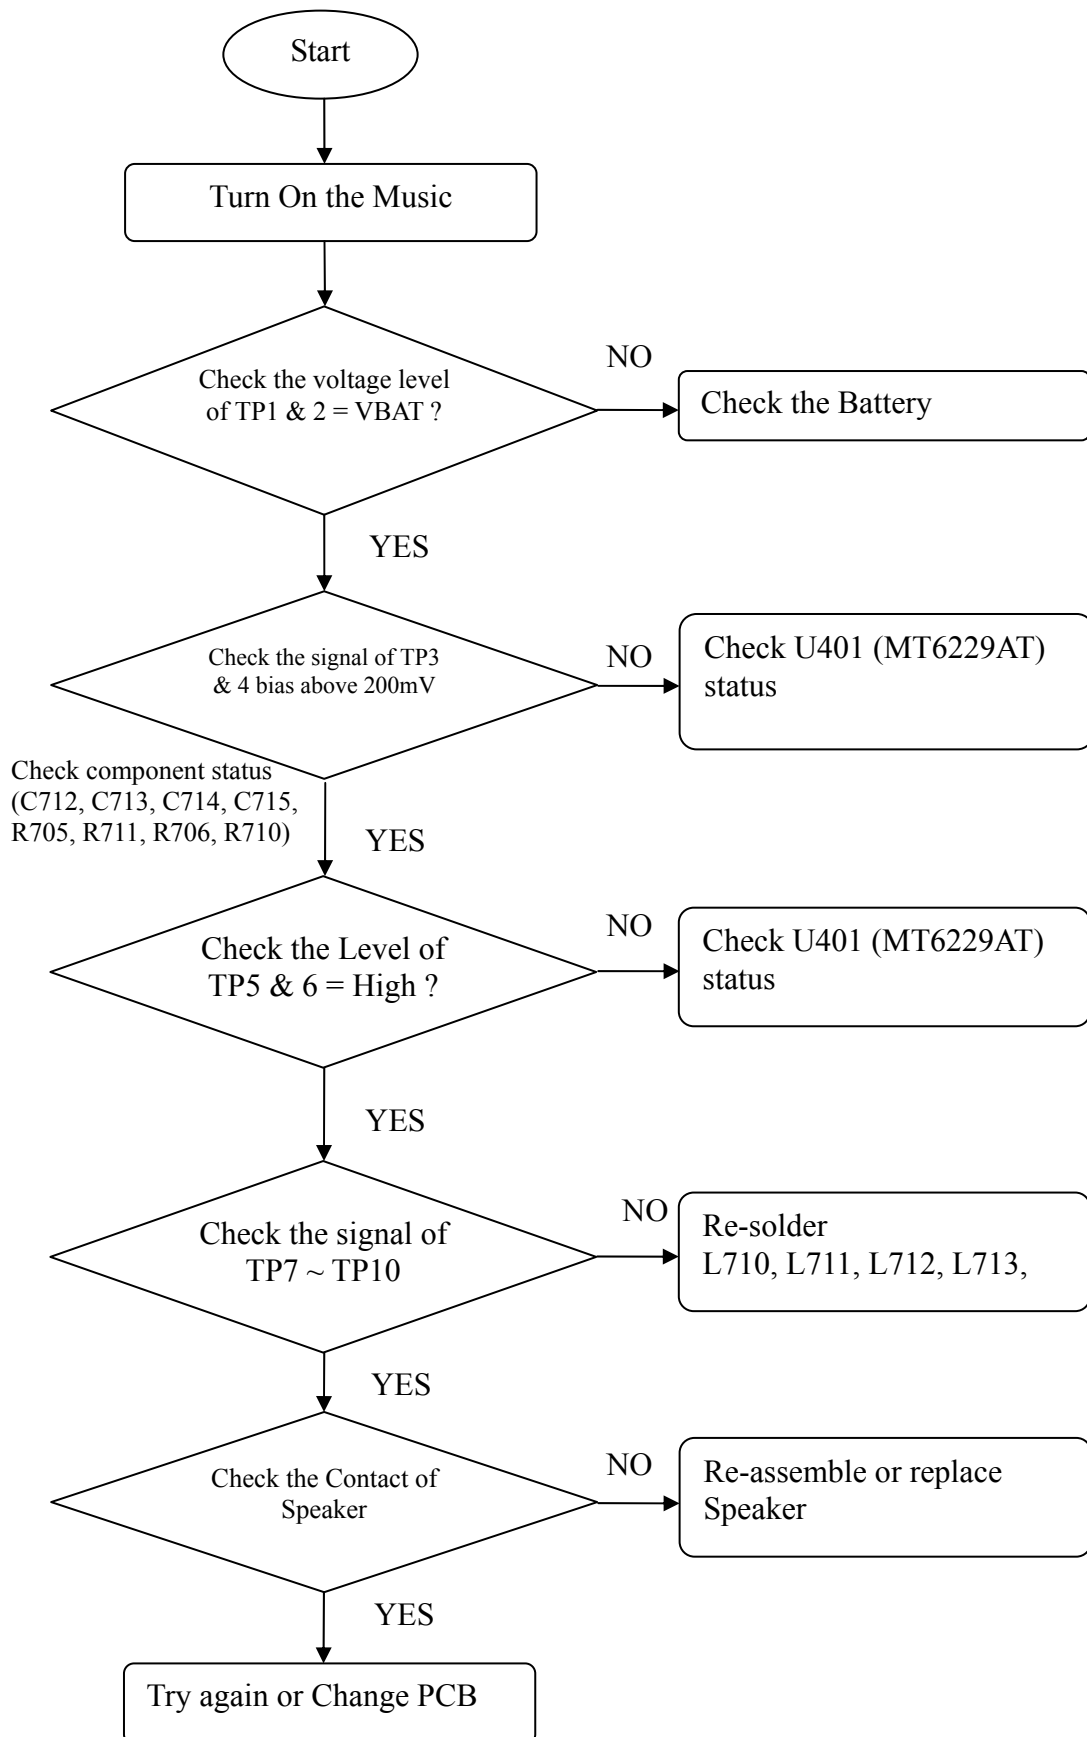 Start
Turn On the Music
Check the voltage level
of TP1 & 2 = VBAT ?
NO
Check the Battery
YES
Check the signal of TP3
& 4 bias above 200mV
NO
Check U401 (MT6229AT)
status
Check component status
(C712, C713, C714, C715,
R705, R711, R706, R710)
YES
Check the Level of
TP5 & 6 = High ?
NO
Check U401 (MT6229AT)
status
YES
Check the signal of
TP7 ~ TP10
NO
Re-solder
L710, L711, L712, L713,
YES
Check the Contact of
Speaker
NO
Re-assemble or replace
Speaker
YES
Try again or Change PCB